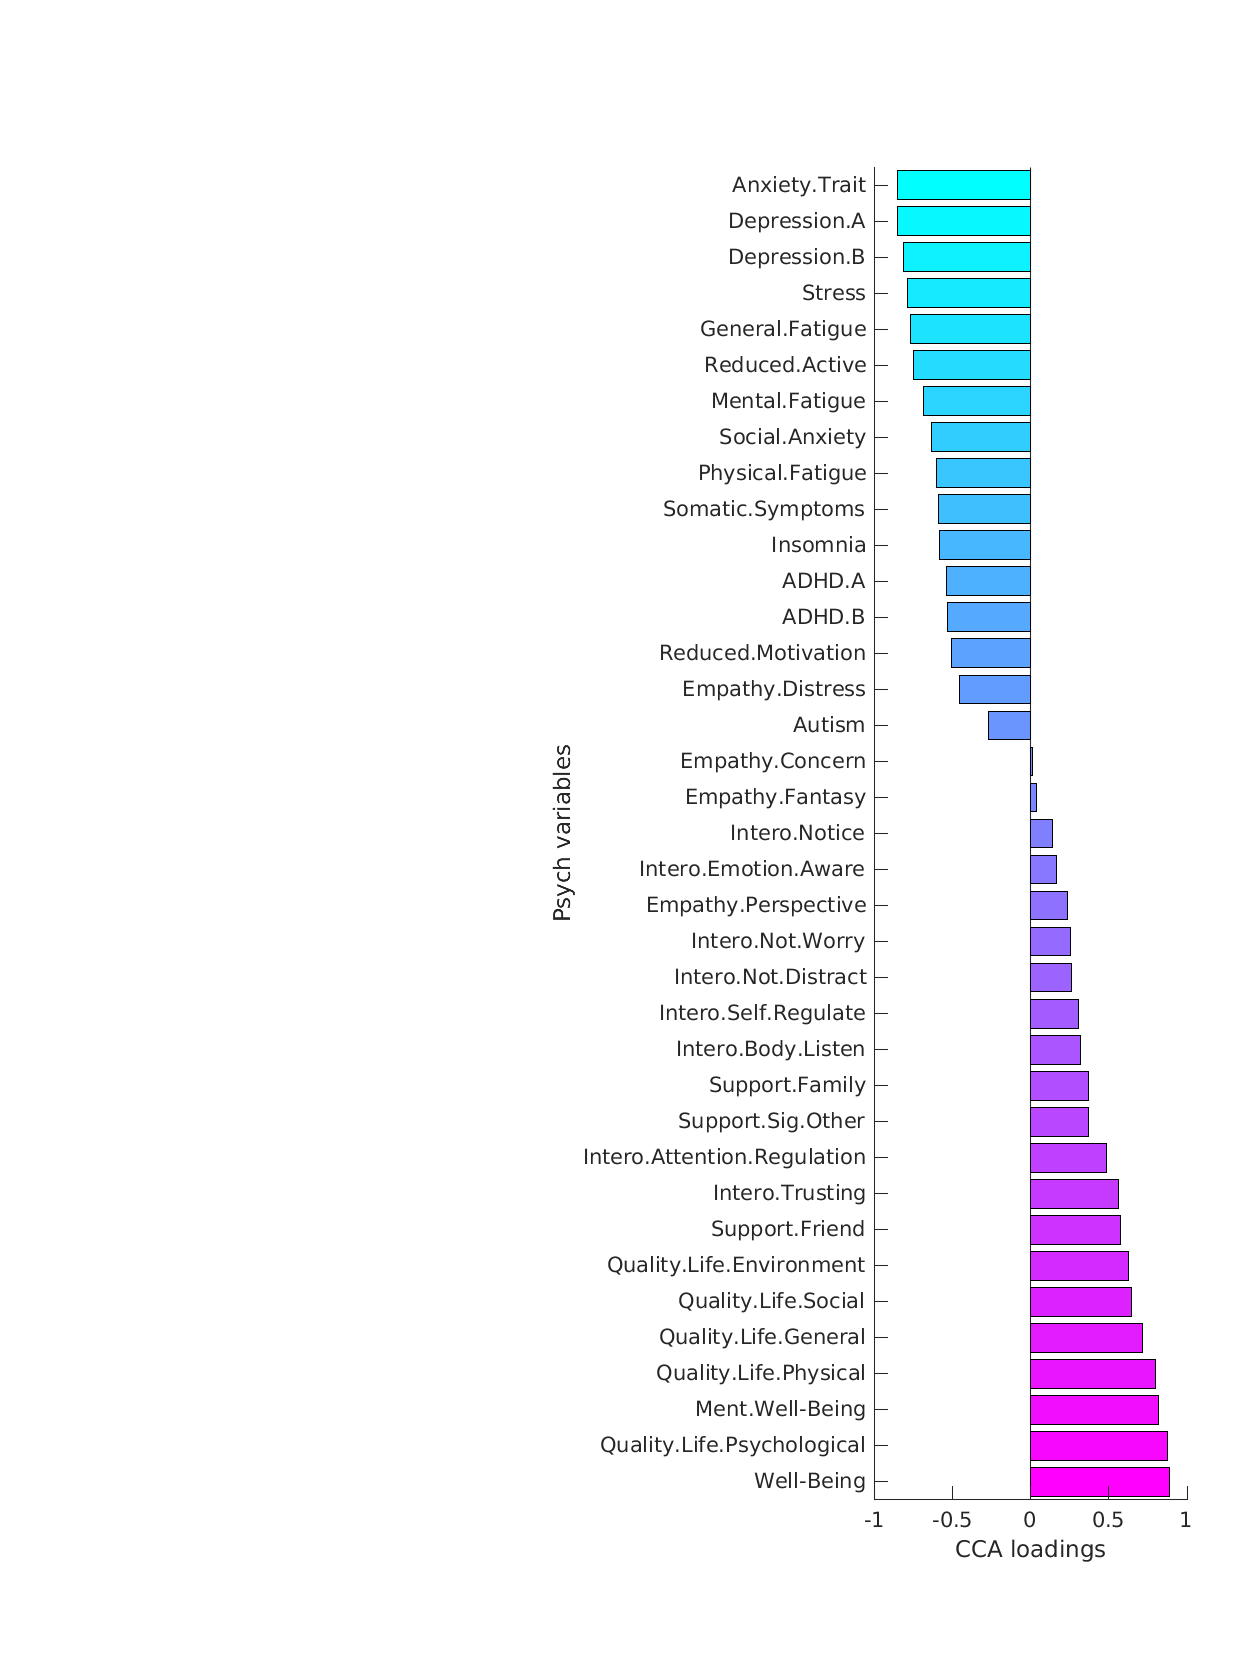 Anxiety.Trait
Depression.A
Depression.B
Stress
General.Fatigue
Reduced.Active
Mental.Fatigue
Social.Anxiety
Physical.Fatigue
Somatic.Symptoms
Insomnia
ADHD.A
ADHD.B
Reduced.Motivation
Empathy.Distress
Autism
Empathy.Concern
Empathy.Fantasy
Intero.Notice
Intero.Emotion.Aware
Empathy.Perspective
Intero.Not.Worry
Intero.Not.Distract
Intero.Self.Regulate
Intero.Body.Listen
Support.Family
Support.Sig.Other
Intero.Attention.Regulation
Intero.Trusting
Support.Friend
Quality.Life.Environment
Quality.Life.Social
Quality.Life.General
Quality.Life.Physical
Ment.Well-Being
Quality.Life.Psychological
Well-Being
Psych variables
-1 -0.5 0 0.5 1
CCA loadings